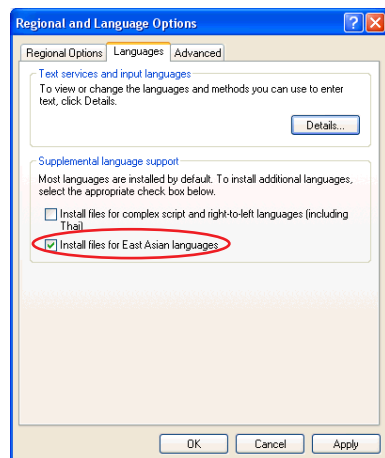 Regional and Language Options
Regional Options Languages Advanced
Text services and input languages
To view or change the languages and methods you can use to enter
text, click Details.
Details...
Supplemental language support
Most languages are installed by default. To install additional languages,
select the appropriate check box below.
Install files for complex script and right-to-left languages (including
Thai)
Install files for East Asian languages
OK Cancel Apply